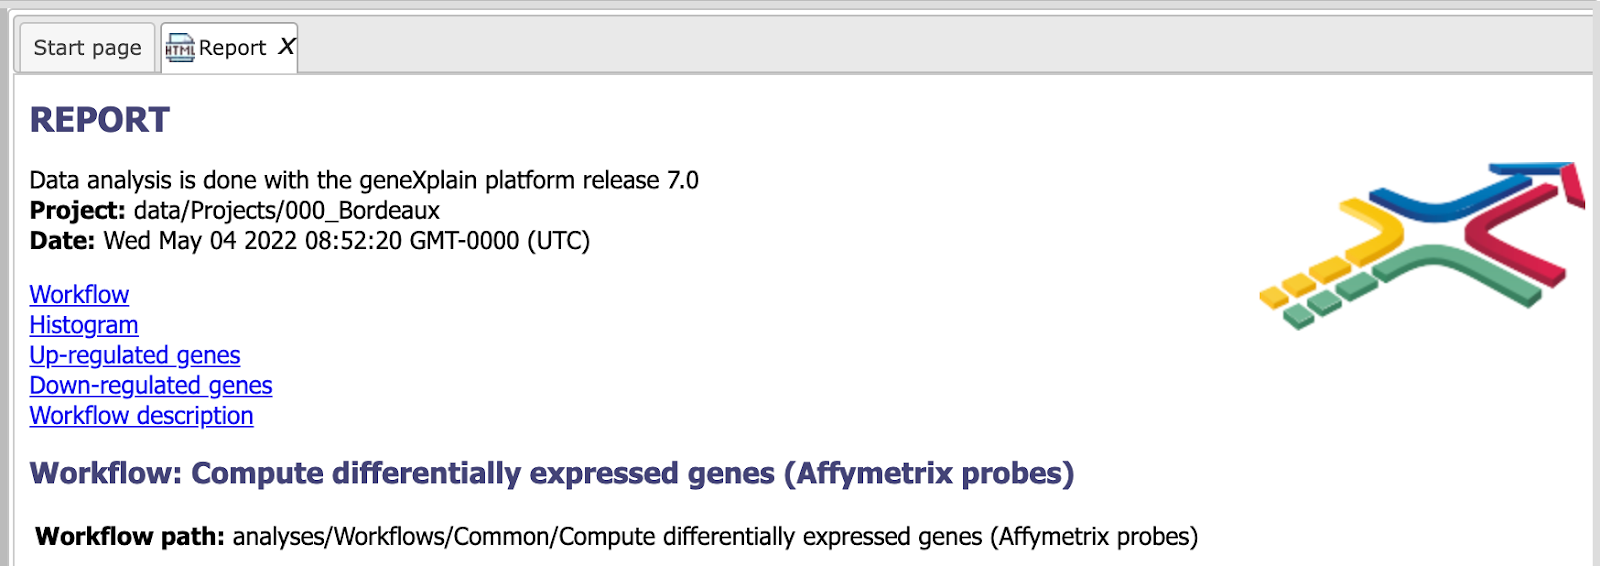 Start page
HTML Report X
REPORT
Data analysis is done with the geneXplain platform release 7.0
Project: data/Projects/000_Bordeaux
Date: Wed May 04 2022 08:52:20 GMT-0000 (UTC)
Workflow
Histogram
Up-regulated genes
Down-regulated genes
Workflow description
Workflow: Compute differentially expressed genes (Affymetrix probes)
Workflow path: analyses/Workflows/Common/Compute differentially expressed genes (Affymetrix probes)